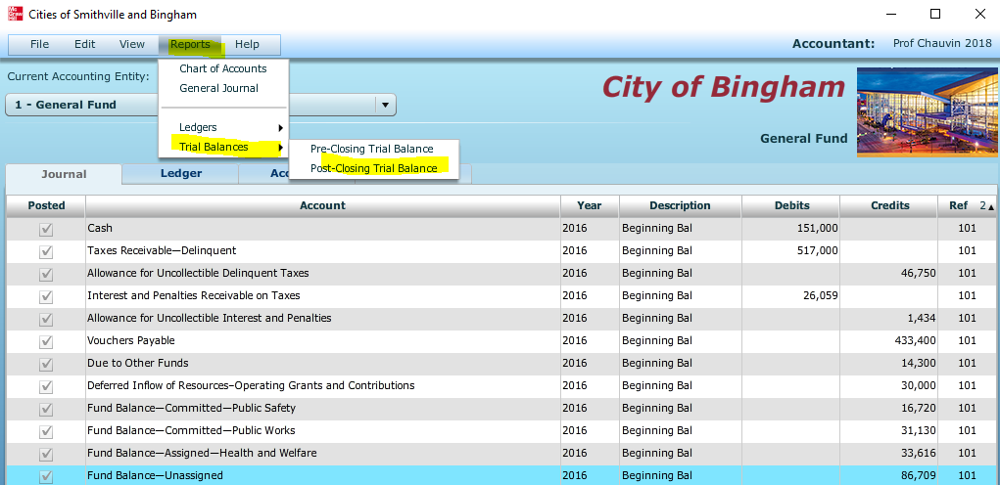 Mc Graw Hill Cities of Smithville and Bingham
File Edit View Reports Help Accountant: Prof Chauvin 2018
Current Accounting Entity:
1 - General Fund
Chart of Accounts
General Journal
Ledgers
Trial Balances
Pre-Closing Trial Balance
Post-Closing Trial Balance
City of Bingham
General Fund
Journal Ledger Acc
Posted Account Year Description Debits Credits Ref 2
Cash 2016 Beginning Bal 151,000 101
Taxes Receivable—Delinquent 2016 Beginning Bal 517,000 101
Allowance for Uncollectible Delinquent Taxes 2016 Beginning Bal 46,750 101
Interest and Penalties Receivable on Taxes 2016 Beginning Bal 26,059 101
Allowance for Uncollectible Interest and Penalties 2016 Beginning Bal 1,434 101
Vouchers Payable 2016 Beginning Bal 433,400 101
Due to Other Funds 2016 Beginning Bal 14,300 101
Deferred Inflow of Resources–Operating Grants and Contributions 2016 Beginning Bal 30,000 101
Fund Balance—Committed—Public Safety 2016 Beginning Bal 16,720 101
Fund Balance—Committed—Public Works 2016 Beginning Bal 31,130 101
Fund Balance—Assigned—Health and Welfare 2016 Beginning Bal 33,616 101
Fund Balance—Unassigned 2016 Beginning Bal 86,709 101